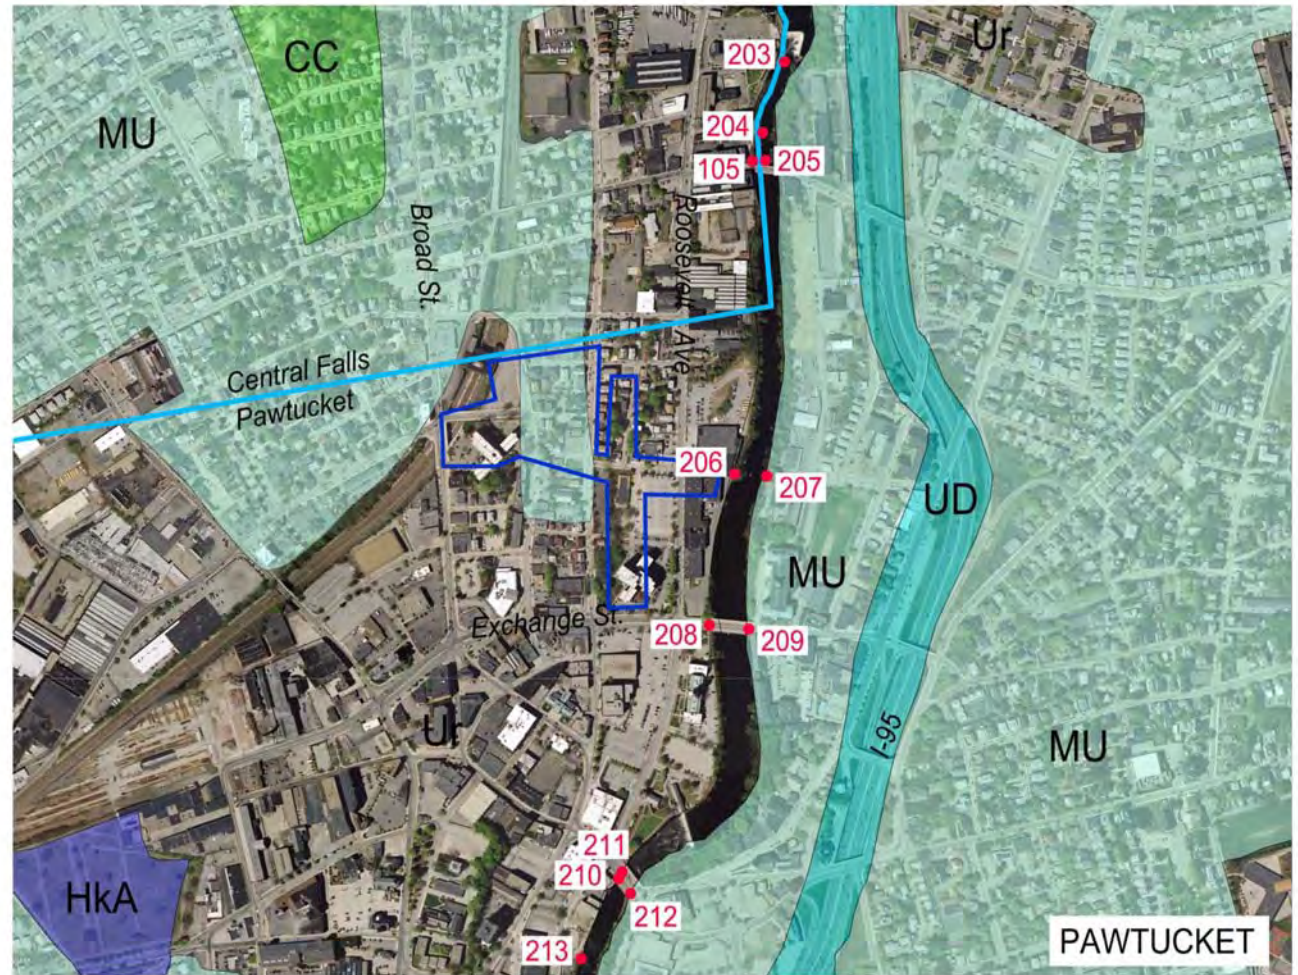 CC
Ur
203
MU
204
105
205
Broad St.
Roosevelt Ave
Central Falls
Pawtucket
206
207
UD
MU
Exchange St.
208
209
Ur
I-95
MU
211
210
HkA
212
213
PAWTUCKET